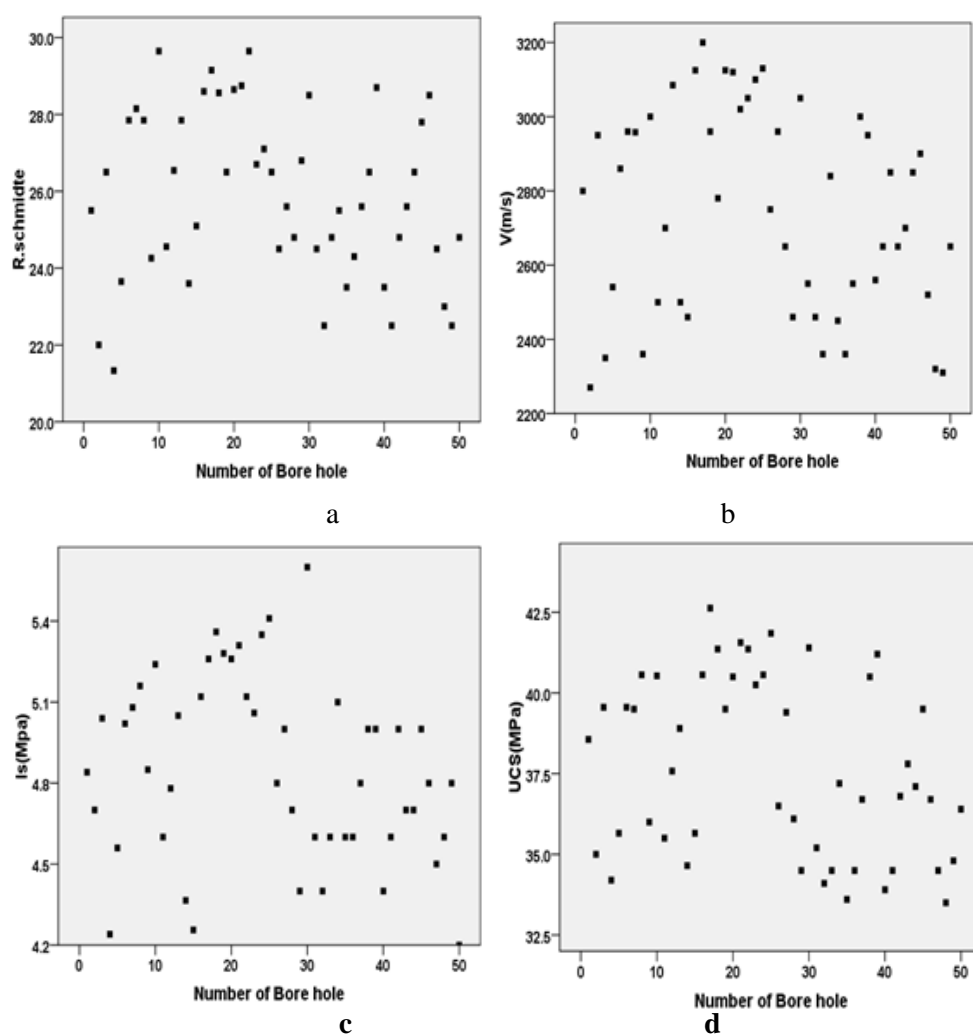 30.0
28.0
26.0
24.0
22.0
20.0
R.schmidte
0 10 20 30 40 50
Number of Bore hole
a
3200
3000
2800
2600
2400
2200
V(m/s)
0 10 20 30 40 50
Number of Bore hole
b
5.4
5.1
4.8
4.5
4.2
Is(Mpa)
0 10 20 30 40 50
Number of Bore hole
c
42.5
40.0
37.5
35.0
32.5
UCS(MPa)
0 10 20 30 40 50
Number of Bore hole
d